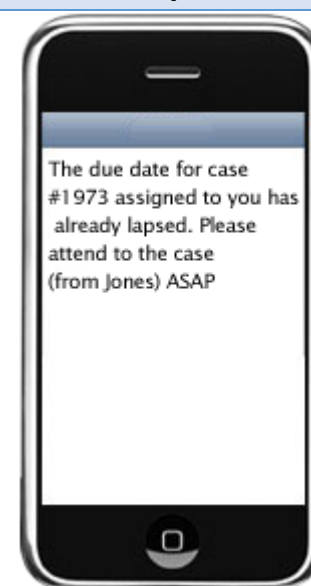 The due date for case
#1973 assigned to you has
already lapsed. Please
attend to the case
(from Jones) ASAP